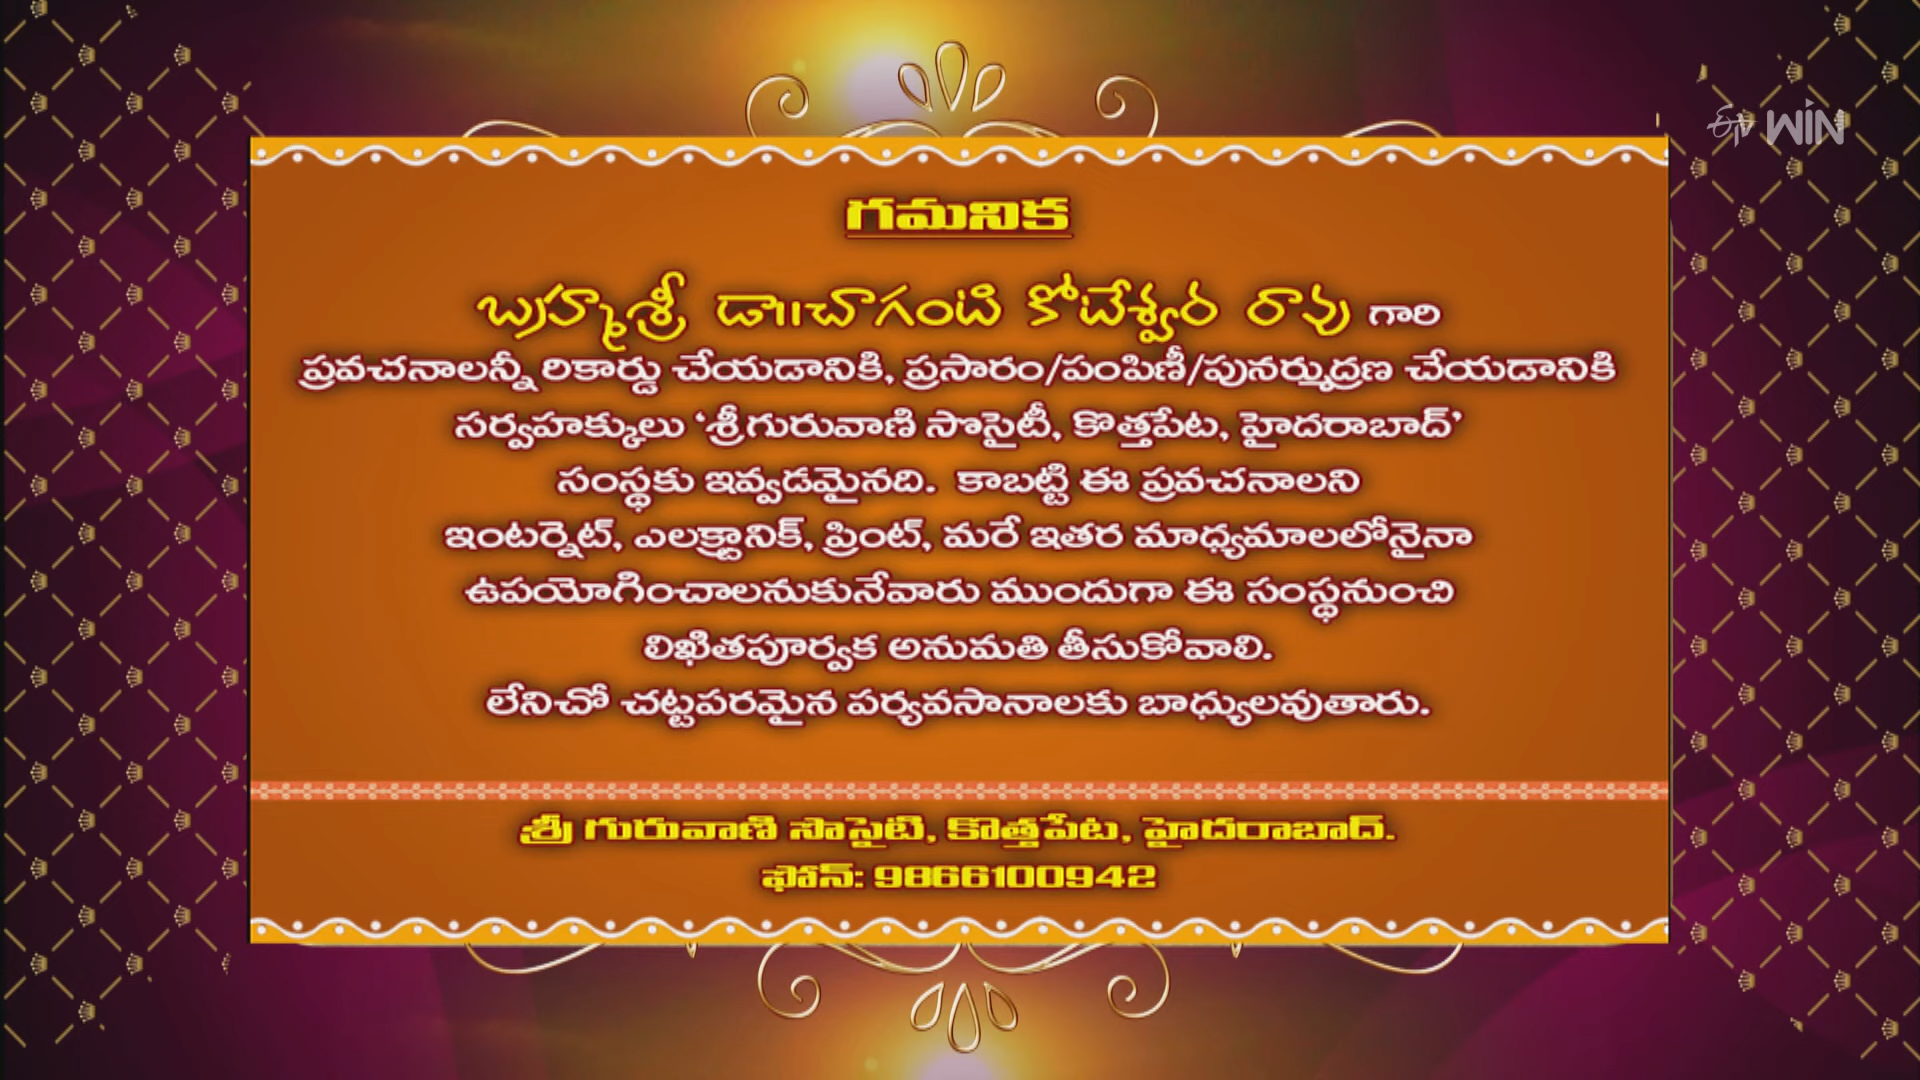 ఈటీవీ WIN
గమనిక
బ్రహ్మశ్రీ డా॥చాగంటి కోటేశ్వర రావు గారి
ప్రవచనాలన్నీ రికార్డు చేయడానికి, ప్రసారం/పంపిణీ/పునర్ముద్రణ చేయడానికి
సర్వహక్కులు ‘శ్రీగురువాణి సొసైటీ, కొత్తపేట, హైదరాబాద్’
సంస్థకు ఇవ్వడమైనది. కాబట్టి ఈ ప్రవచనాలని
ఇంటర్నెట్, ఎలక్ట్రానిక్, ప్రింట్, మరే ఇతర మాధ్యమాలలోనైనా
ఉపయోగించాలనుకునేవారు ముందుగా ఈ సంస్థనుంచి
లిఖితపూర్వక అనుమతి తీసుకోవాలి.
లేనిచో చట్టపరమైన పర్యవసానాలకు బాధ్యులవుతారు.
శ్రీ గురువాణి సొసైటి, కొత్తపేట, హైదరాబాద్.
ఫోన్: 9866100942